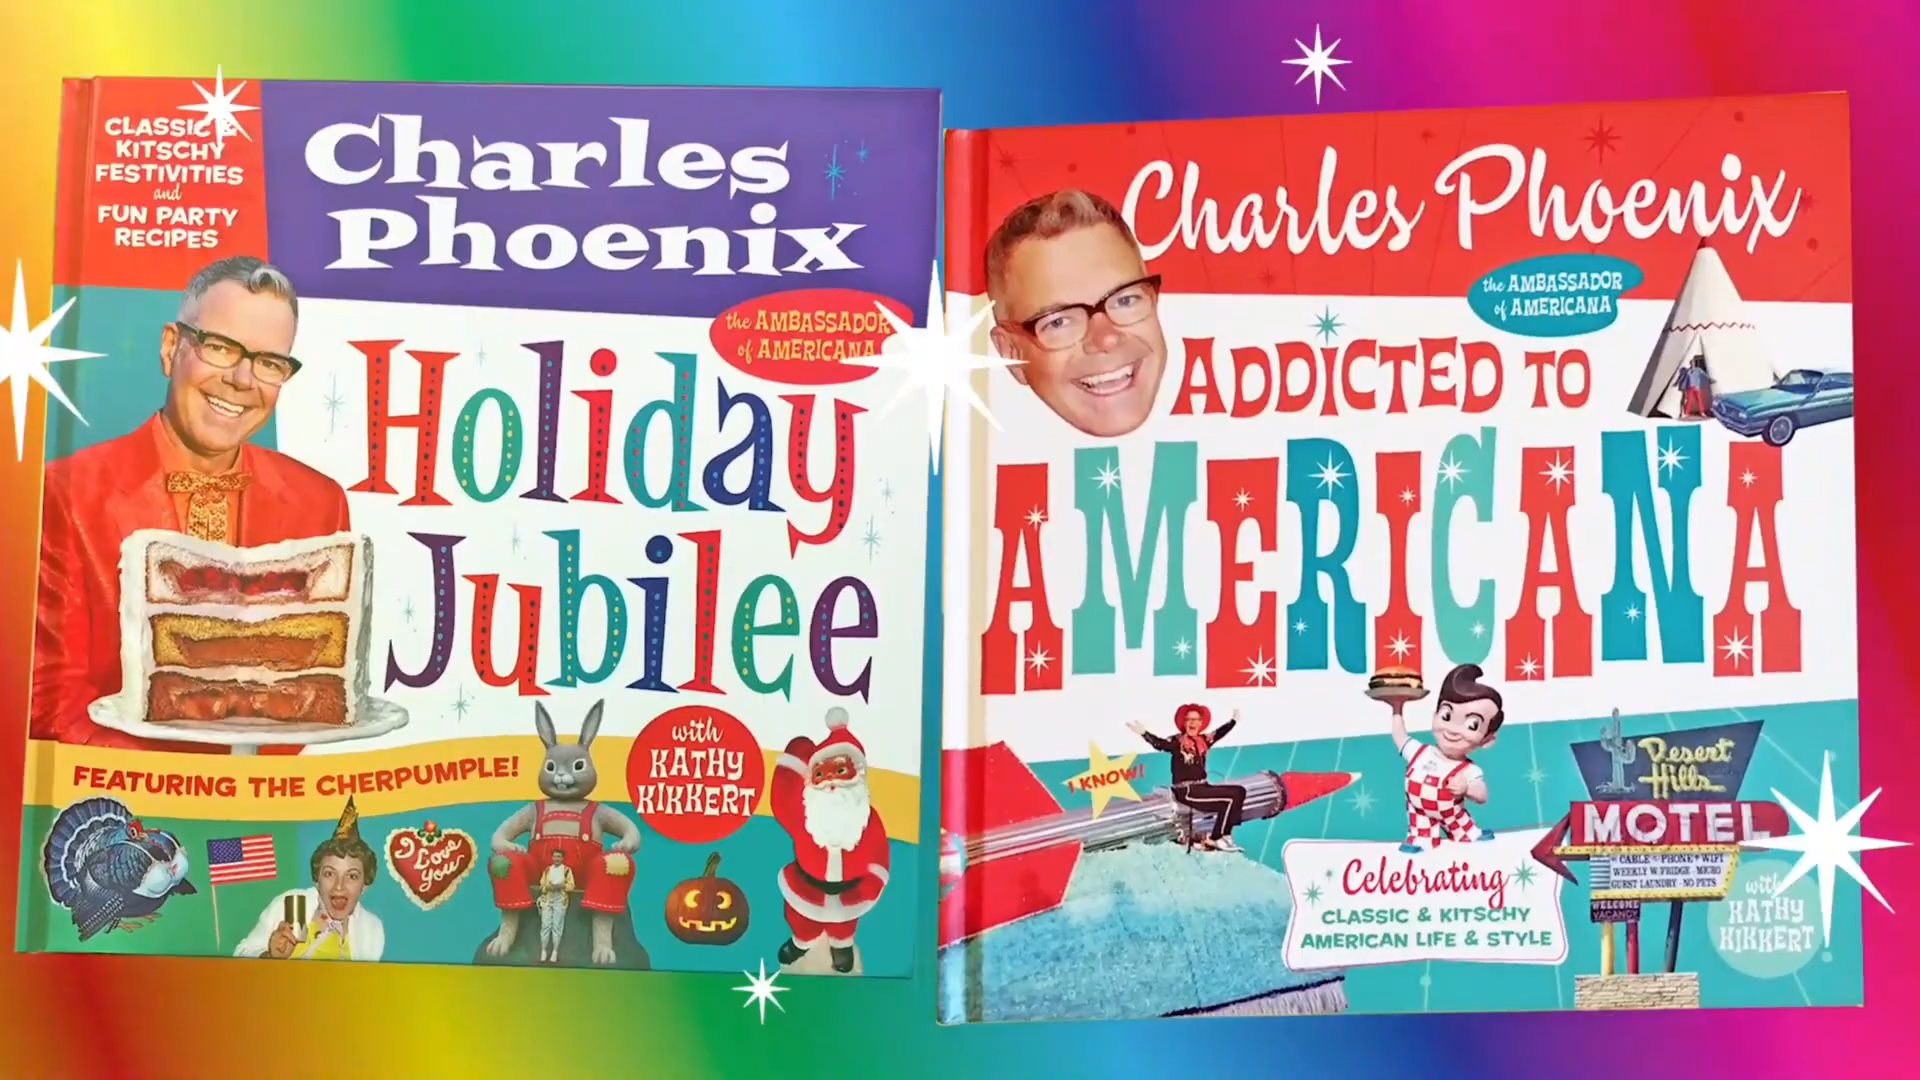 CLASSIC &
KITSCHY
FESTIVITIES
and
FUN PARTY
RECIPES
Charles
Phoenix
the AMBASSADOR
of AMERICANA
Holiday
Jubilee
FEATURING THE CHERPUMPLE!
with
KATHY
KIKKERT
I
Love
You
Charles Phoenix
the AMBASSADOR
of AMERICANA
ADDICTED TO
AMERICANA
I KNOW!
Desert
Hills
MOTEL
CABLE PHONE + WIFI
WEEKLY W. FRIDGE MICRO
GUEST LAUNDRY NO PETS
WELCOME
VACANCY
Celebrating
CLASSIC & KITSCHY
AMERICAN LIFE & STYLE
with
KATHY
KIKKERT!